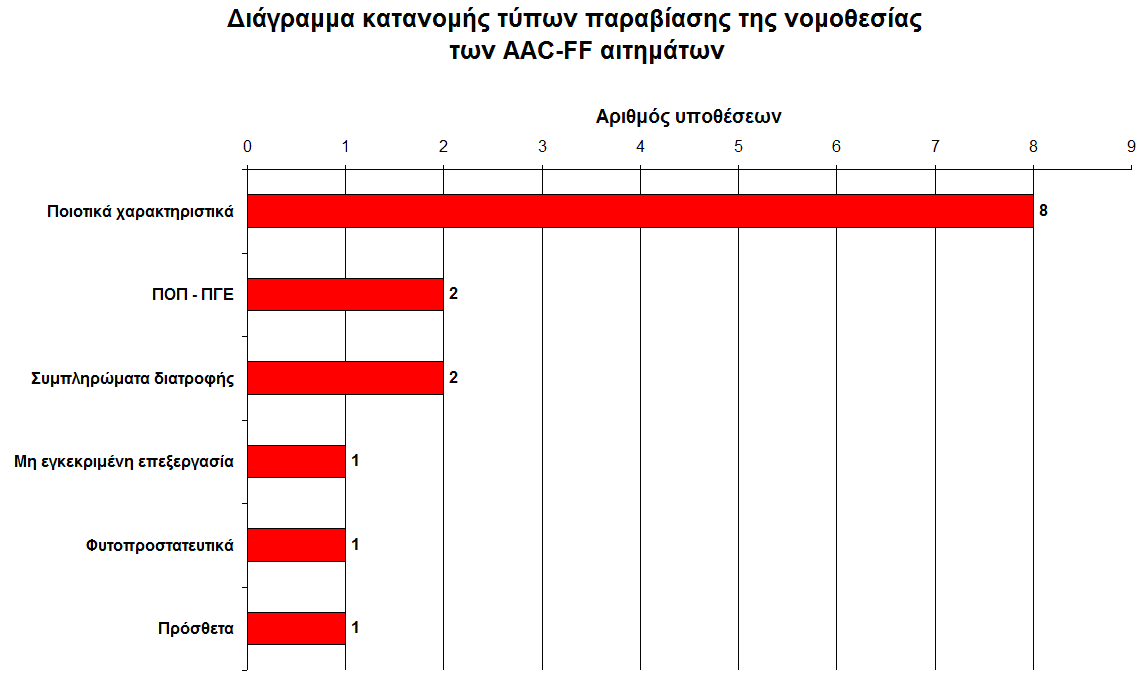 Διάγραμμα κατανομής τύπων παραβίασης της νομοθεσίας
των AAC-FF αιτημάτων
Αριθμός υποθέσεων
0 1 2 3 4 5 6 7 8 9
Ποιοτικά χαρακτηριστικά 8
ΠΟΠ - ΠΓΕ 2
Συμπληρώματα διατροφής 2
Μη εγκεκριμένη επεξεργασία 1
Φυτοπροστατευτικά 1
Πρόσθετα 1